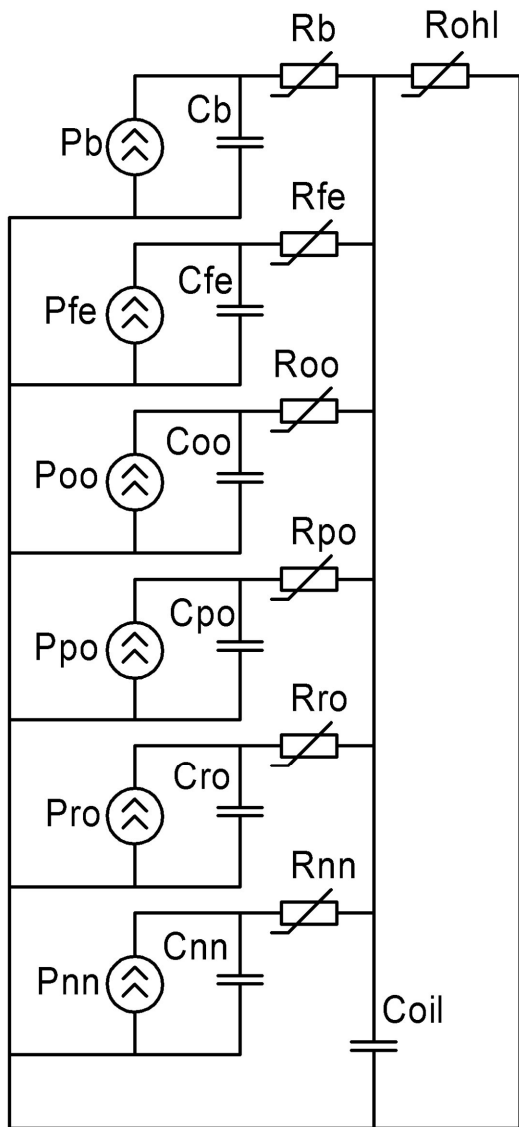 Rb
Rohl
Cb
Pb
Rfe
Cfe
Pfe
Roo
Coo
Poo
Rpo
Cpo
Ppo
Rro
Cro
Pro
Rnn
Cnn
Pnn
Coil